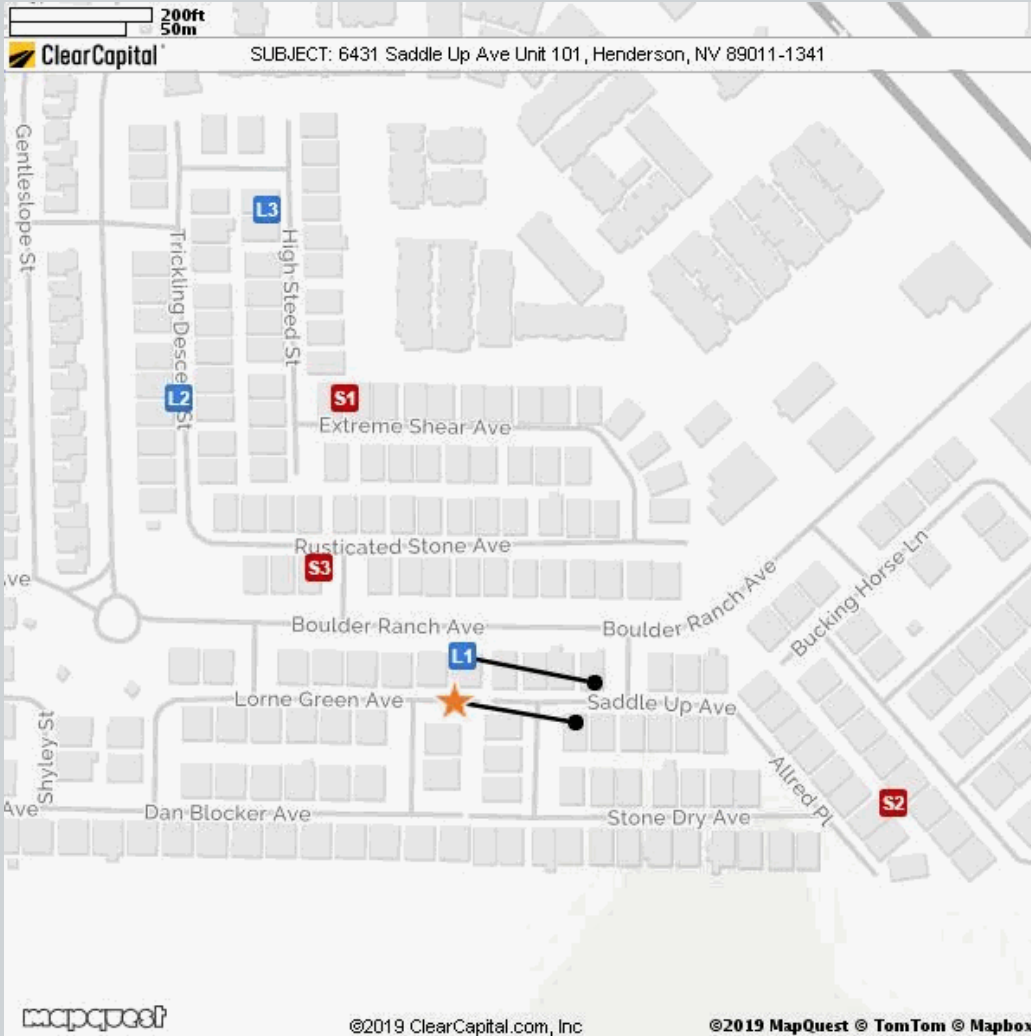 200ft
50m
ClearCapital
SUBJECT: 6431 Saddle Up Ave Unit 101, Henderson, NV 89011-1341
Gentleslope St
L3
Trickling Desce St
High Steed St
L2
S1
Extreme Shear Ave
Rusticated Stone Ave
S3
ve
Boulder Ranch Ave
Boulder Ranch Ave
Bucking Horse Ln
L1
Lorne Green Ave
Saddle Up Ave
Shyley St
Ave
Dan Blocker Ave
Stone Dry Ave
Allred Pl
S2
mapquest
©2019 ClearCapital.com, Inc
©2019 MapQuest © TomTom © Mapbox